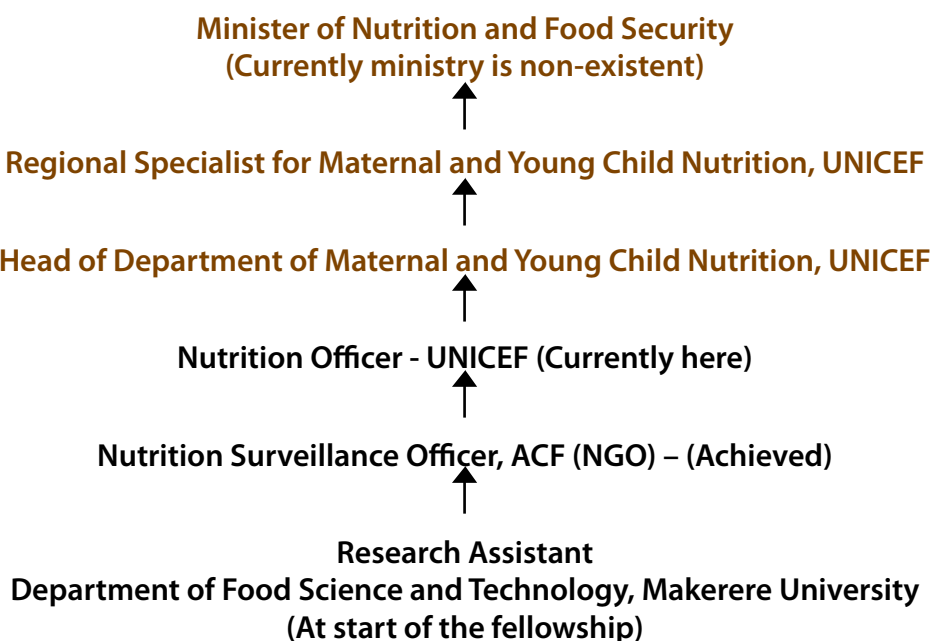 Minister of Nutrition and Food Security
(Currently ministry is non-existent)
Regional Specialist for Maternal and Young Child Nutrition, UNICEF
Head of Department of Maternal and Young Child Nutrition, UNICEF
Nutrition Officer - UNICEF (Currently here)
Nutrition Surveillance Officer, ACF (NGO) – (Achieved)
Research Assistant
Department of Food Science and Technology, Makerere University
(At start of the fellowship)